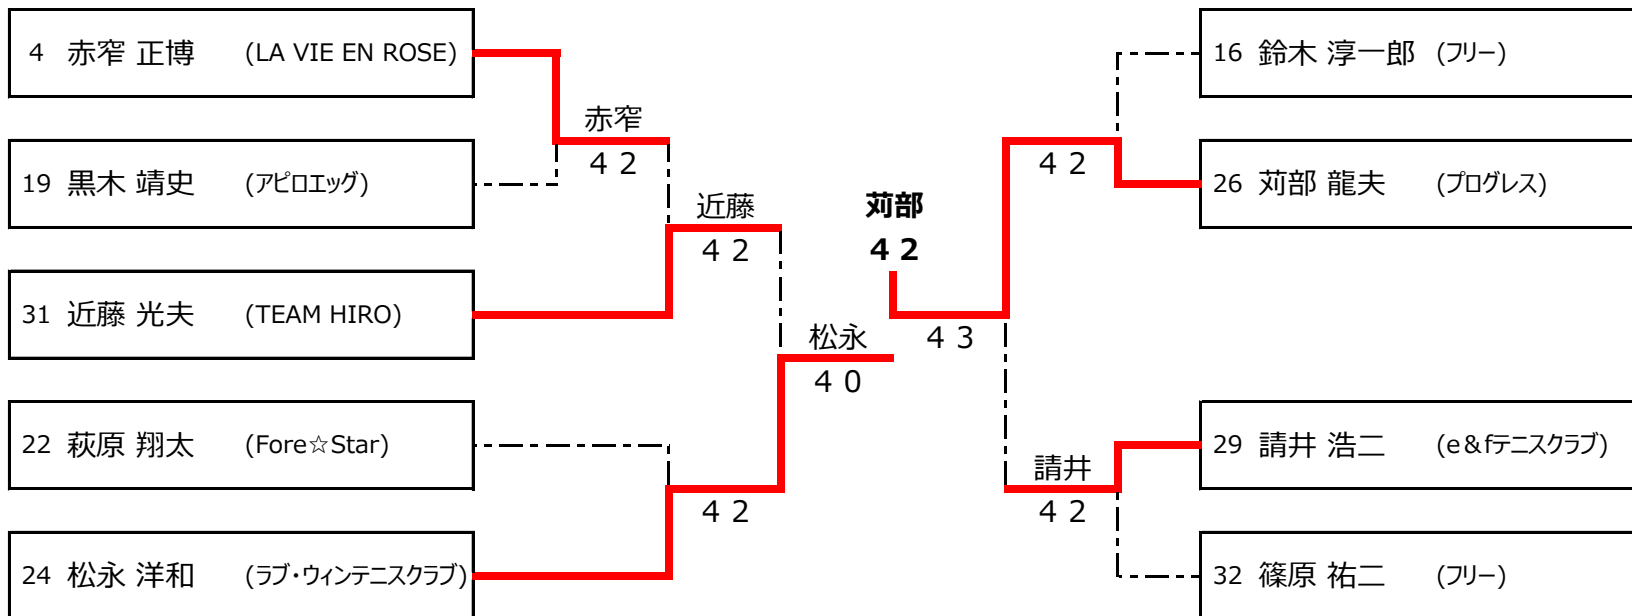 4 赤窄 正博 (LA VIE EN ROSE)
赤窄
4 2
19 黒木 靖史 (アピロエッグ)
近藤
4 2
31 近藤 光夫 (TEAM HIRO)
松永
4 0
22 萩原 翔太 (Fore☆Star)
4 2
24 松永 洋和 (ラブ・ウィンテニスクラブ)
苅部
4 2
16 鈴木 淳一郎 (フリー)
4 2
26 苅部 龍夫 (プログレス)
4 3
29 請井 浩二 (e&fテニスクラブ)
請井
4 2
32 篠原 祐二 (フリー)